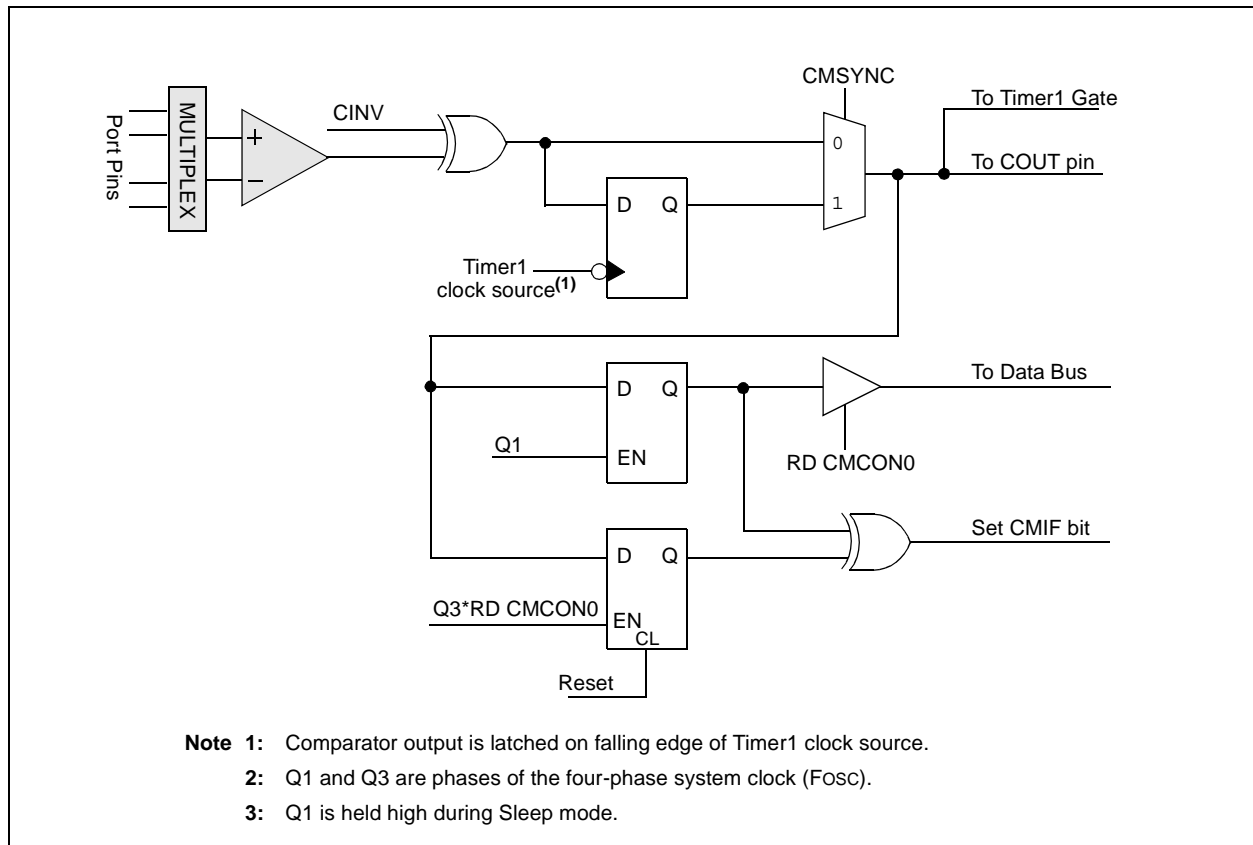 CMSYNC
To Timer1 Gate
CINV
MULTIPLEX
Port Pins
+
−
0
To COUT pin
D Q
1
Timer1
clock source(1)
D Q
To Data Bus
Q1
EN
RD CMCON0
Set CMIF bit
D Q
Q3*RD CMCON0
EN
CL
Reset
Note 1: Comparator output is latched on falling edge of Timer1 clock source.
2: Q1 and Q3 are phases of the four-phase system clock (FOSC).
3: Q1 is held high during Sleep mode.